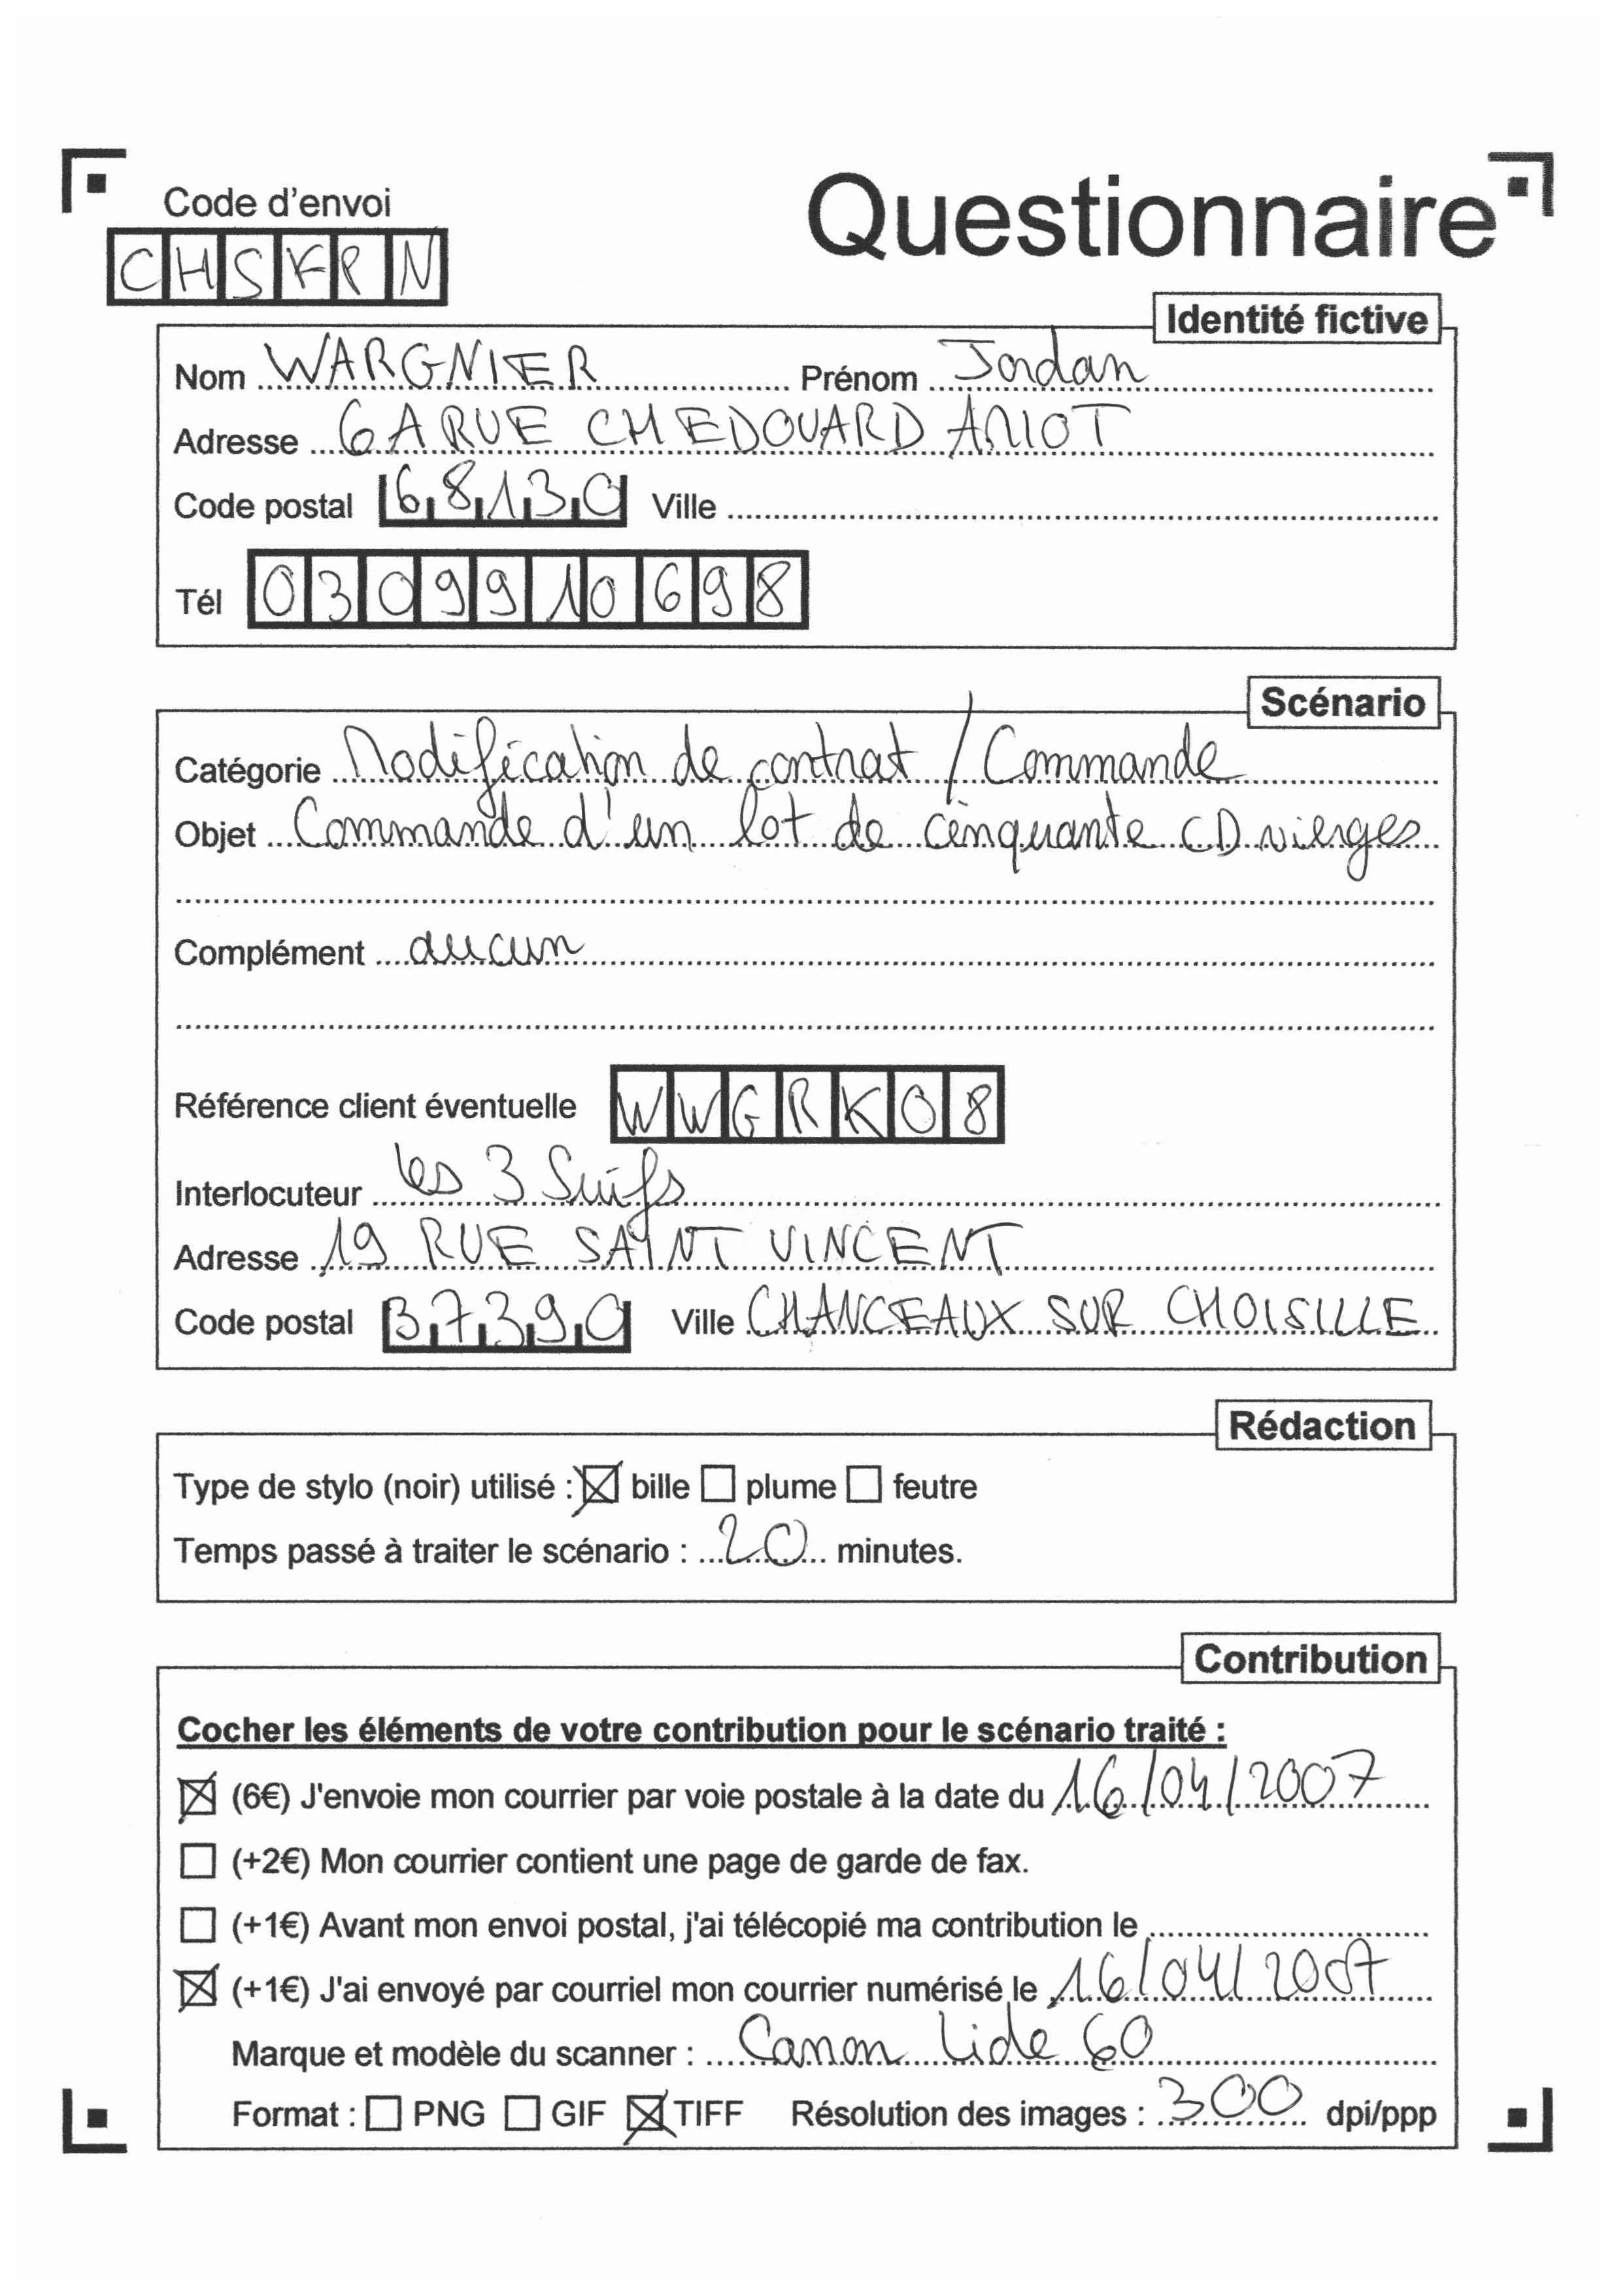 Code d'envoi
Questionnaire
CHSKRN
Identité fictive
Nom WARGNIER Prénom Jordan
Adresse 6A RUE CH EDOUARD AMIOT
Code postal 68130 Ville
Tél 0309910698
Scénario
Catégorie Modification de contrat / Commande
Objet Commande d'un lot de cinquante CD vierges
Complément aucun
Référence client éventuelle WWGRK08
Interlocuteur Les 3 Suifs
Adresse 19 RUE SAINT VINCENT
Code postal 37390 Ville CHANCEAUX SUR CHOISILLE
Rédaction
Type de stylo (noir) utilisé : ☒ bille ☐ plume ☐ feutre
Temps passé à traiter le scénario : 20 minutes.
Contribution
Cocher les éléments de votre contribution pour le scénario traité :
☒ (6€) J'envoie mon courrier par voie postale à la date du 16/04/2007
☐ (+2€) Mon courrier contient une page de garde de fax.
☐ (+1€) Avant mon envoi postal, j'ai télécopié ma contribution le
☒ (+1€) J'ai envoyé par courriel mon courrier numérisé le 16/04/2007
Marque et modèle du scanner : Canon Lide 60
Format : ☐ PNG ☐ GIF ☒ TIFF Résolution des images : 300 dpi/ppp